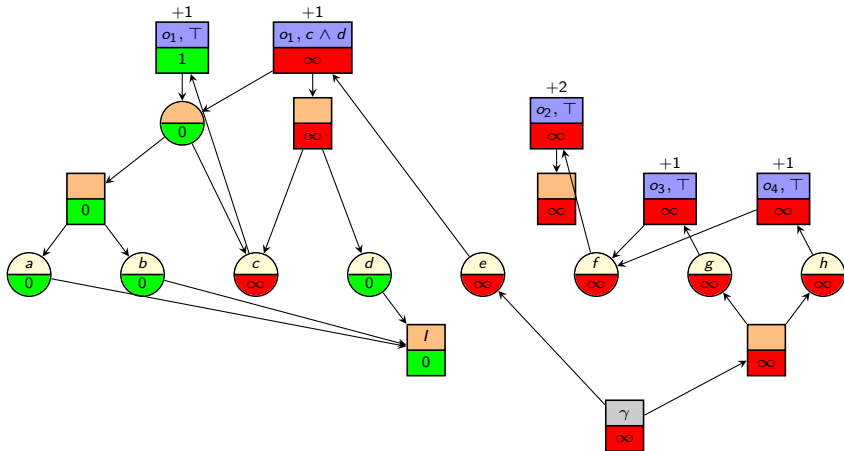 +1 +1
o₁, ⊤ o₁, c ∧ d
1 ∞
+2
o₂, ⊤
∞
0 ∞
+1 +1
o₃, ⊤ o₄, ⊤
0 ∞ ∞ ∞
a b c d e f g h
0 0 ∞ 0 ∞ ∞ ∞ ∞
I
0 ∞
γ
∞